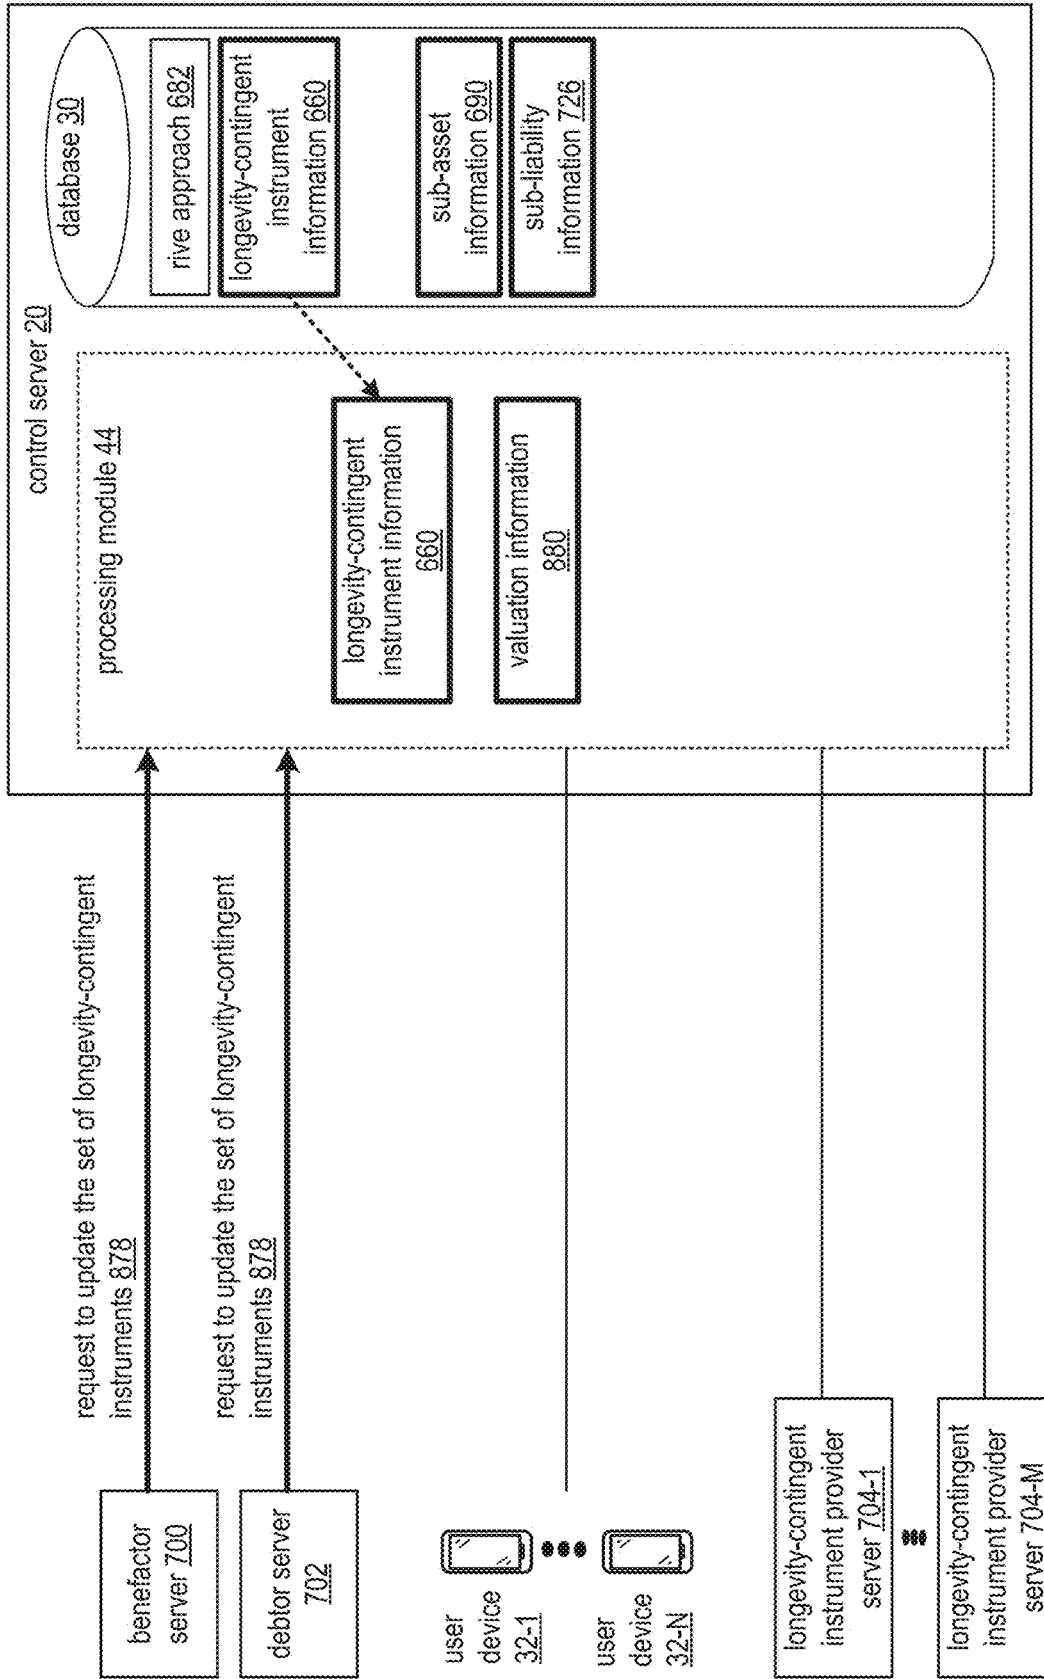 control server 20
database 30
rive approach 682
longevity-contingent
instrument
information 660
sub-asset
information 690
sub-liability
information 726
processing module 44
longevity-contingent
instrument information
660
valuation information
880
request to update the set of longevity-contingent
instruments 878
request to update the set of longevity-contingent
instruments 878
benefactor
server 700
debtor server
702
user
device
32-1
user
device
32-N
longevity-contingent
instrument provider
server 704-1
longevity-contingent
instrument provider
server 704-M